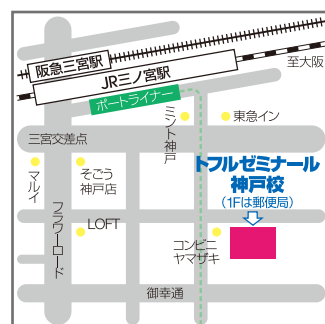 阪急三宮駅
JR三ノ宮駅
至大阪
ポートライナー
ミント神戸
東急イン
三宮交差点
マルイ
そごう
神戸店
トフルゼミナール
神戸校
(1Fは郵便局)
フラワーロード
LOFT
コンビニ
ヤマザキ
御幸通